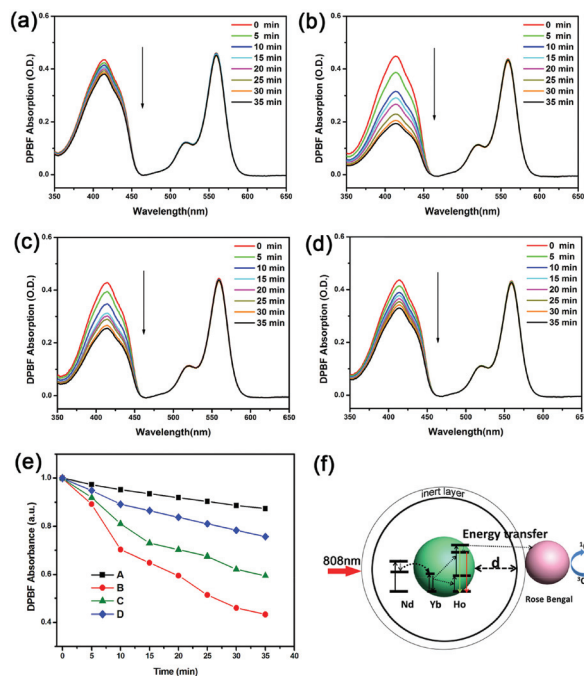 (a)
DPBF Absorption (O.D.)
0.6
0.4
0.2
0.0
350 400 450 500 550 600 650
Wavelength(nm)
0 min
5 min
10 min
15 min
20 min
25 min
30 min
35 min
(b)
DPBF Absorption (O.D.)
0.6
0.4
0.2
0.0
350 400 450 500 550 600 650
Wavelength(nm)
0 min
5 min
10 min
15 min
20 min
25 min
30 min
35 min
(c)
DPBF Absorption (O.D.)
0.6
0.4
0.2
0.0
350 400 450 500 550 600 650
Wavelength(nm)
0 min
5 min
10 min
15 min
20 min
25 min
30 min
35 min
(d)
DPBF Absorption (O.D.)
0.6
0.4
0.2
0.0
350 400 450 500 550 600 650
Wavelength(nm)
0 min
5 min
10 min
15 min
20 min
25 min
30 min
35 min
(e)
DPBF Absorbance (a.u.)
1.0
0.8
0.6
0.4
A
B
C
D
0 5 10 15 20 25 30 35 40
Time (min)
(f)
inert layer
Energy transfer
808nm
d
Nd Yb Ho
Rose Bengal